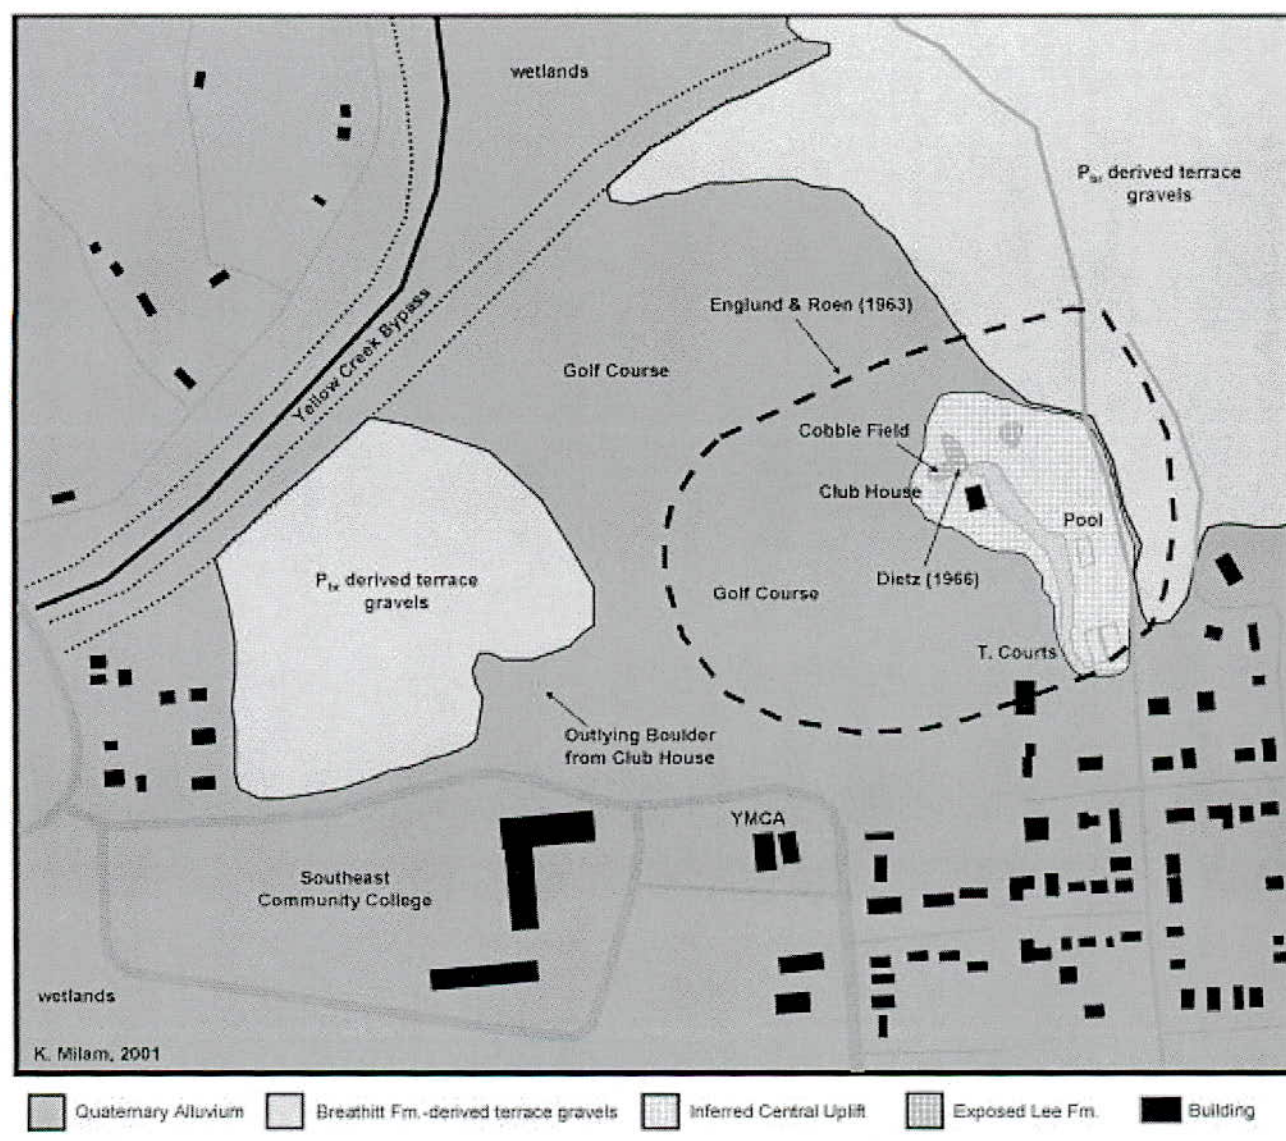 wetlands
P_br derived terrace
gravels
Englund & Roen (1963)
Yellow Creek Bypass
Golf Course
Cobble Field
Club House
Pool
P_br derived terrace
gravels
Dietz (1966)
Golf Course
T. Courts
Outlying Boulder
from Club House
YMCA
Southeast
Community College
wetlands
K. Milam, 2001
Quaternary Alluvium
Breathitt Fm.-derived terrace gravels
Inferred Central Uplift
Exposed Lee Fm.
Building